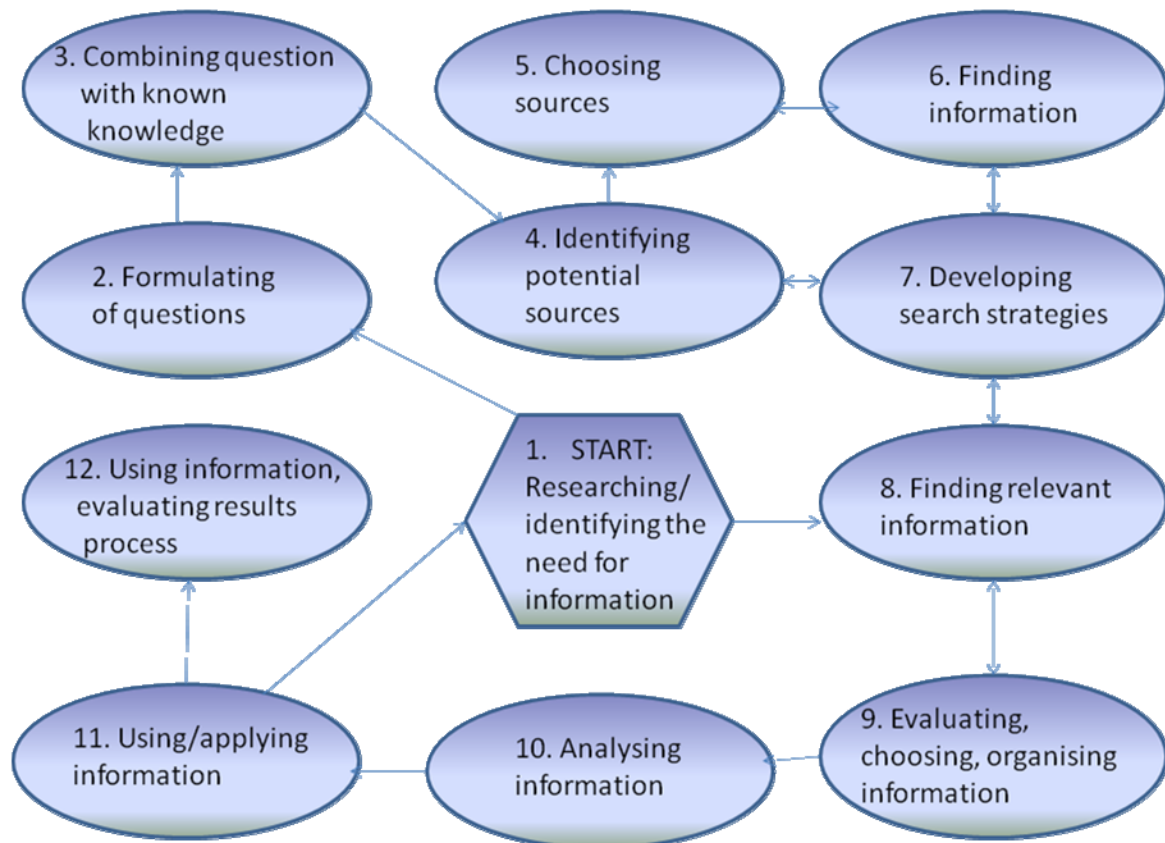 1. START:
Researching/
identifying the
need for
information
2. Formulating
of questions
3. Combining question
with known
knowledge
4. Identifying
potential
sources
5. Choosing
sources
6. Finding
information
7. Developing
search strategies
8. Finding relevant
information
9. Evaluating,
choosing, organising
information
10. Analysing
information
11. Using/applying
information
12. Using information,
evaluating results
process